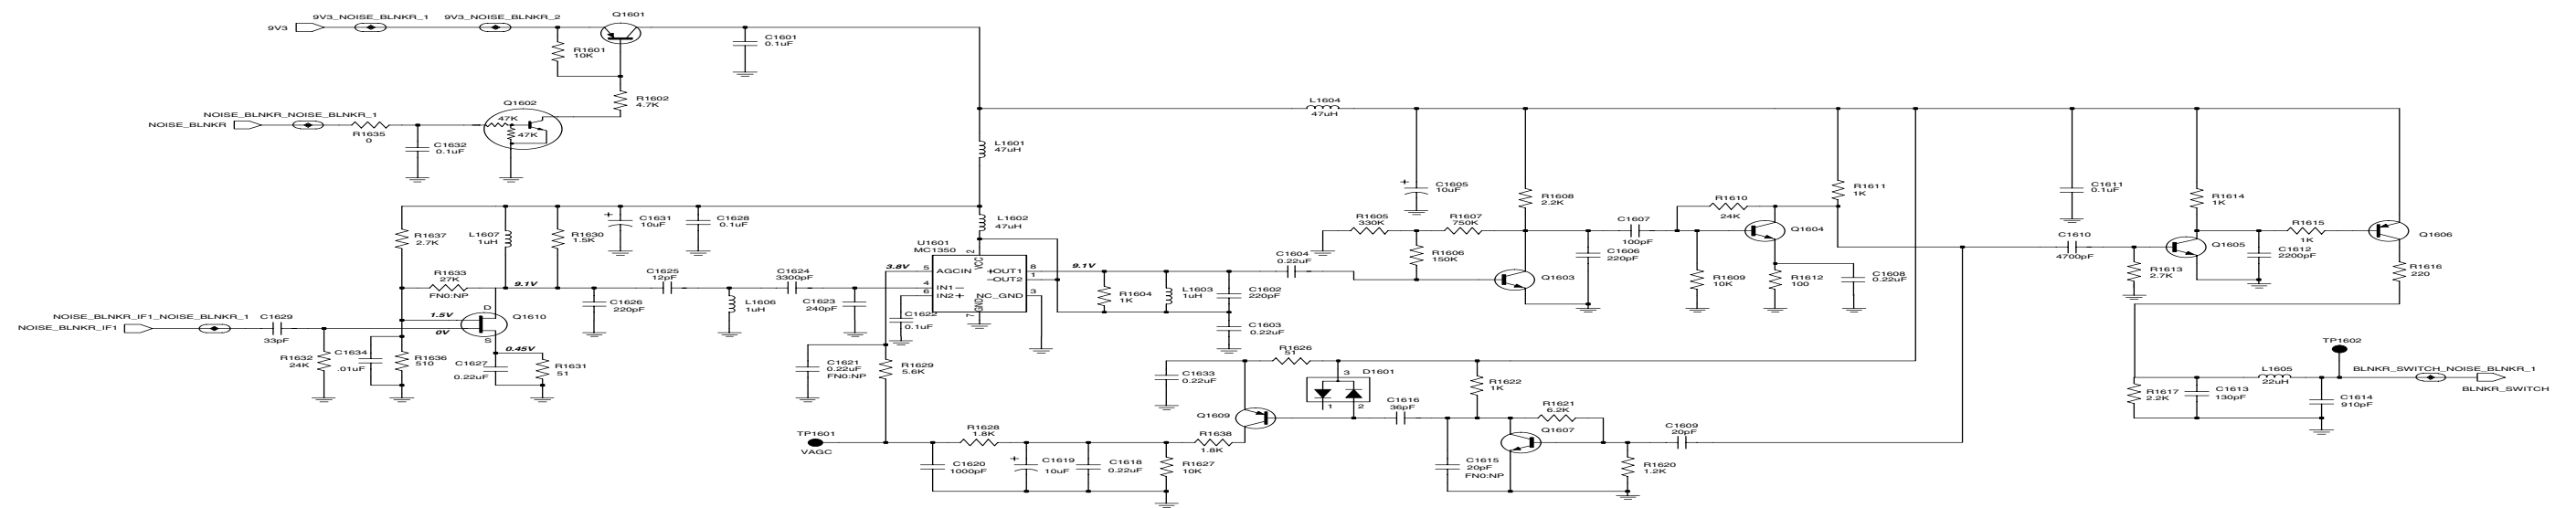 9V3
9V3_NOISE_BLNKR_1
9V3_NOISE_BLNKR_2
Q1601
R1601
10K
C1601
0.1uF
R1602
4.7K
Q1602
47K
47K
NOISE_BLNKR_NOISE_BLNKR_1
NOISE_BLNKR
R1635
0
C1632
0.1uF
L1604
47uH
L1601
47uH
L1602
47uH
R1637
2.7K
L1607
1uH
R1630
1.5K
+
C1631
10uF
C1628
0.1uF
R1633
27K
FN0:NP
9.1V
C1625
12pF
C1624
3300pF
C1626
220pF
L1606
1uH
C1623
240pF
NOISE_BLNKR_IF1_NOISE_BLNKR_1
NOISE_BLNKR_IF1
C1629
33pF
1.5V
0V
D
S
Q1610
0.45V
R1632
24K
C1634
.01uF
R1636
510
C1627
0.22uF
R1631
51
U1601
MC1350
3.8V
5
AGCIN
4
IN1-
6
IN2+
2
VCC
+OUT1
8
-OUT2
1
NC_GND
3
GND
7
C1622
0.1uF
C1621
0.22uF
FN0:NP
R1629
5.6K
9.1V
R1604
1K
L1603
1uH
C1602
220pF
C1603
0.22uF
C1604
0.22uF
R1605
330K
R1607
750K
R1606
150K
+
C1605
10uF
R1608
2.2K
Q1603
C1606
220pF
C1607
100pF
R1610
24K
R1609
10K
Q1604
R1611
1K
R1612
100
C1608
0.22uF
C1611
0.1uF
C1610
4700pF
R1613
2.7K
R1614
1K
Q1605
C1612
2200pF
R1615
1K
Q1606
R1616
220
TP1602
R1617
2.2K
C1613
130pF
L1605
22uH
C1614
910pF
BLNKR_SWITCH_NOISE_BLNKR_1
BLNKR_SWITCH
R1626
51
C1633
0.22uF
3
D1601
1
2
R1622
1K
C1616
36pF
Q1609
R1621
6.2K
Q1607
C1609
20pF
C1615
20pF
FN0:NP
R1620
1.2K
TP1601
VAGC
R1628
1.8K
R1638
1.8K
C1620
1000pF
+
C1619
10uF
C1618
0.22uF
R1627
10K